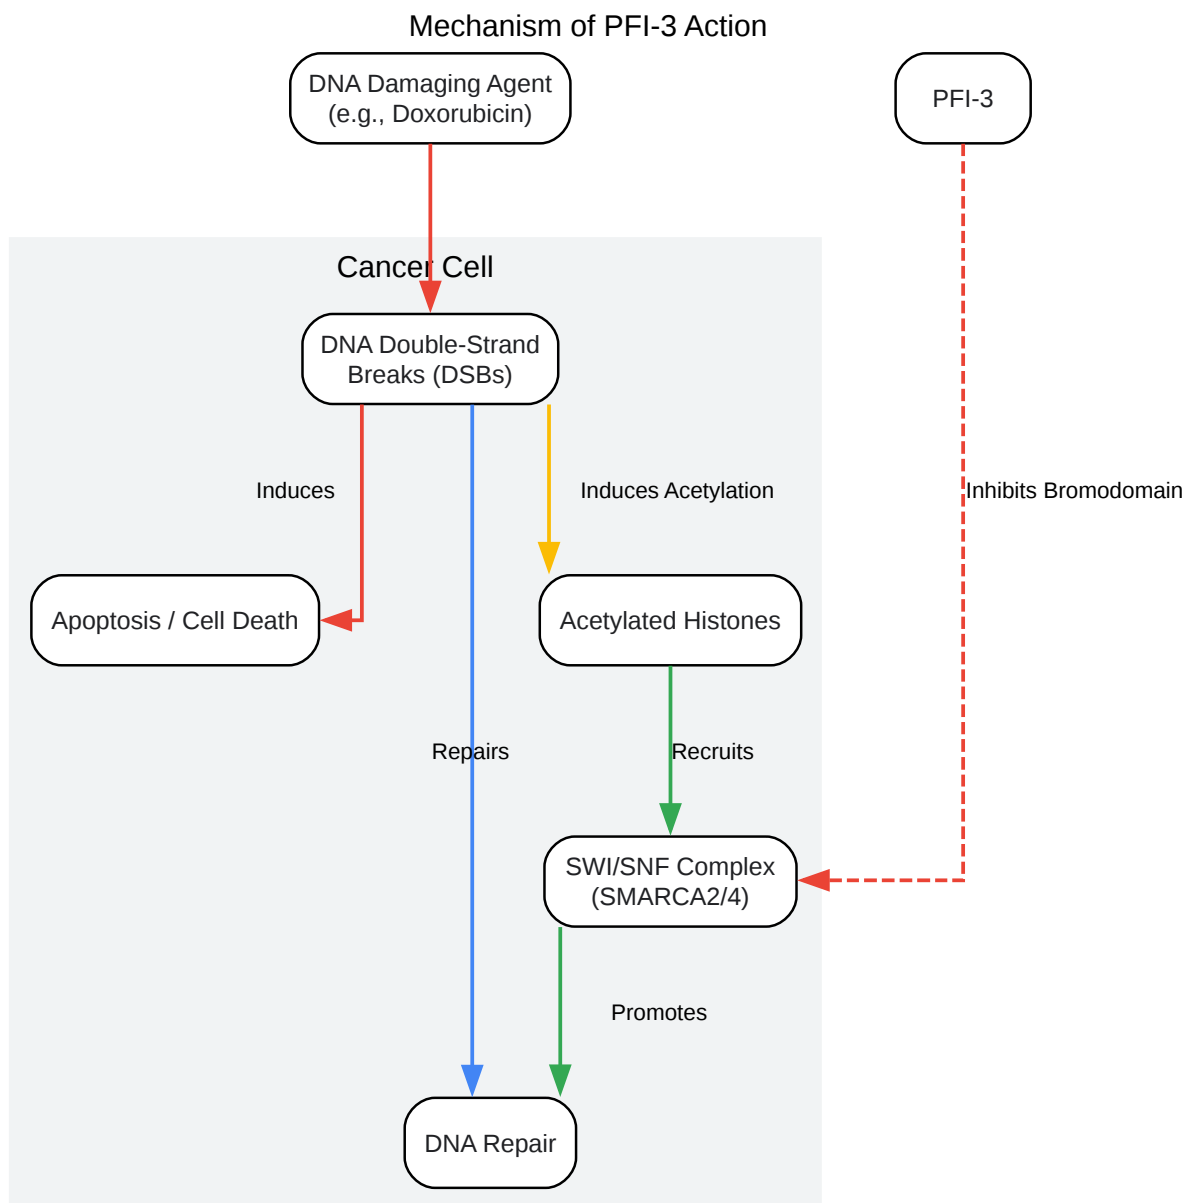 Mechanism of PFI-3 Action
DNA Damaging Agent
(e.g., Doxorubicin)
PFI-3
Cancer Cell
DNA Double-Strand
Breaks (DSBs)
Induces
Induces Acetylation
Inhibits Bromodomain
Apoptosis / Cell Death
Acetylated Histones
Repairs
Recruits
SWI/SNF Complex
(SMARCA2/4)
Promotes
DNA Repair